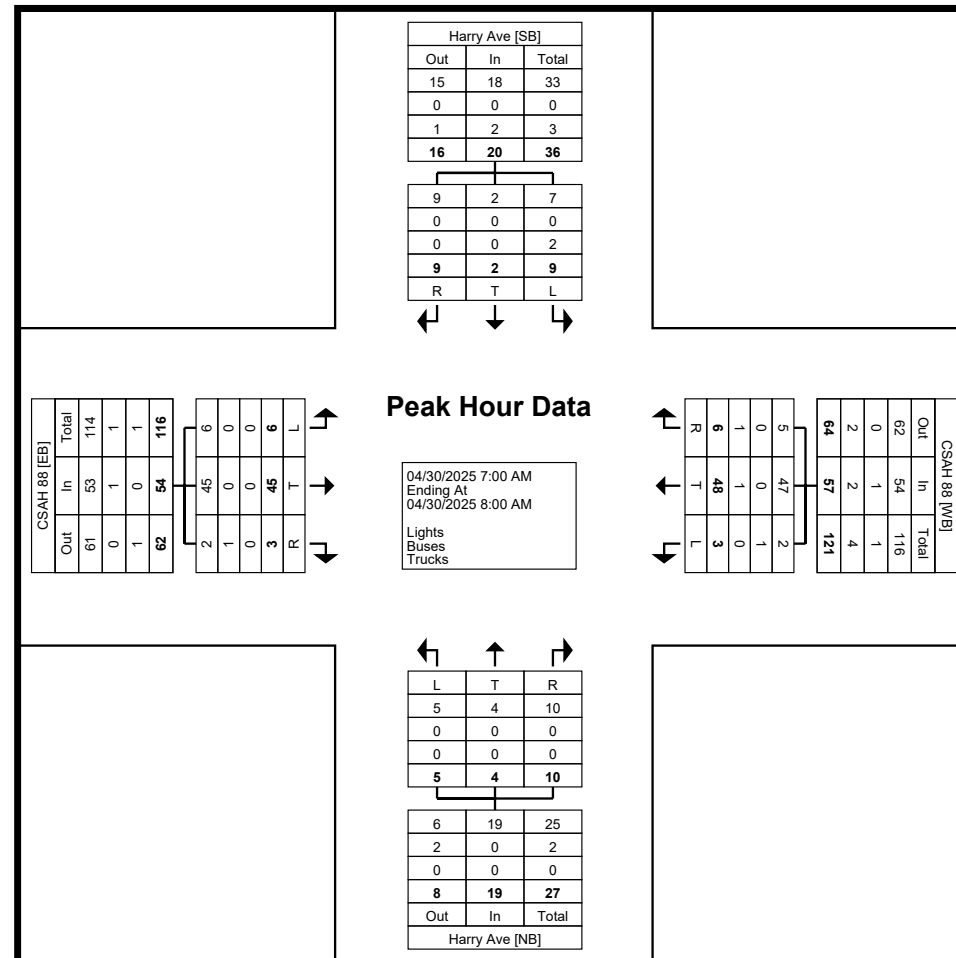 Harry Ave [SB]
Out In Total
15 18 33
0 0 0
1 2 3
16 20 36
9 2 7
0 0 0
0 0 2
9 2 9
R T L
Peak Hour Data
04/30/2025 7:00 AM
Ending At
04/30/2025 8:00 AM
Lights
Buses
Trucks
CSAH 88 [EB]
Total In Out
114 53 61
1 1 0
1 0 1
116 54 62
6 45 2
0 0 1
0 0 0
6 45 3
L T R
CSAH 88 [WB]
Out In Total
62 54 116
0 1 1
2 2 4
64 57 121
5 47 2
0 0 1
1 1 0
6 48 3
R T L
L T R
5 4 10
0 0 0
0 0 0
5 4 10
6 19 25
2 0 2
0 0 0
8 19 27
Out In Total
Harry Ave [NB]